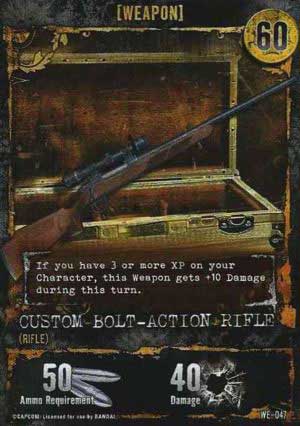 [WEAPON]
60
If you have 3 or more XP on your
Character, this Weapon gets +10 Damage
during this turn.
CUSTOM BOLT-ACTION RIFLE
(RIFLE)
50
Ammo Requirement
40
Damage
©CAPCOM: Licensed for use by BANDAI.
WE-047